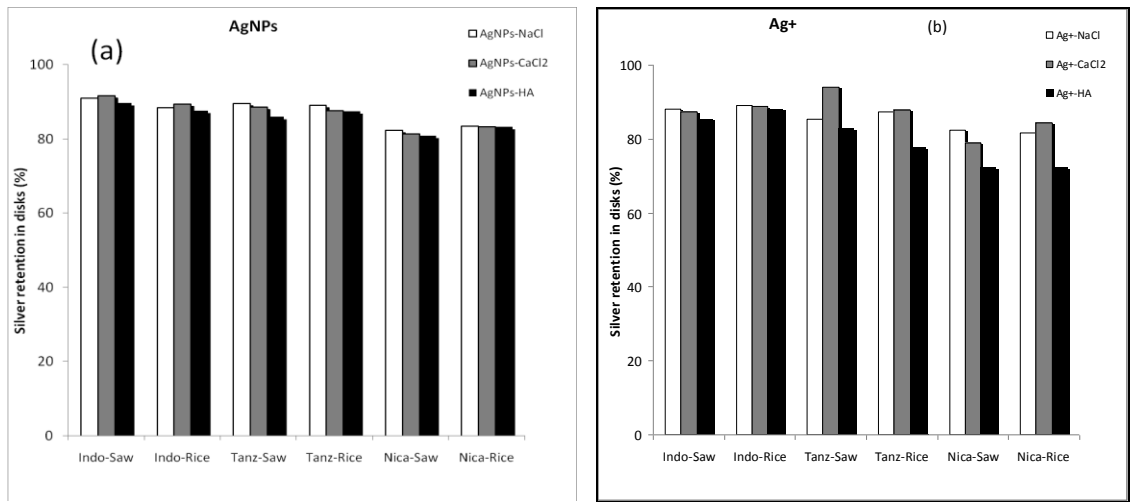 AgNPs
(a)
AgNPs-NaCl
AgNPs-CaCl2
AgNPs-HA
Silver retention in disks (%)
100
80
60
40
20
0
Indo-Saw Indo-Rice Tanz-Saw Tanz-Rice Nica-Saw Nica-Rice
Ag+
(b)
Ag+-NaCl
Ag+-CaCl2
Ag+-HA
Silver retention in disks (%)
100
80
60
40
20
0
Indo-Saw Indo-Rice Tanz-Saw Tanz-Rice Nica-Saw Nica-Rice